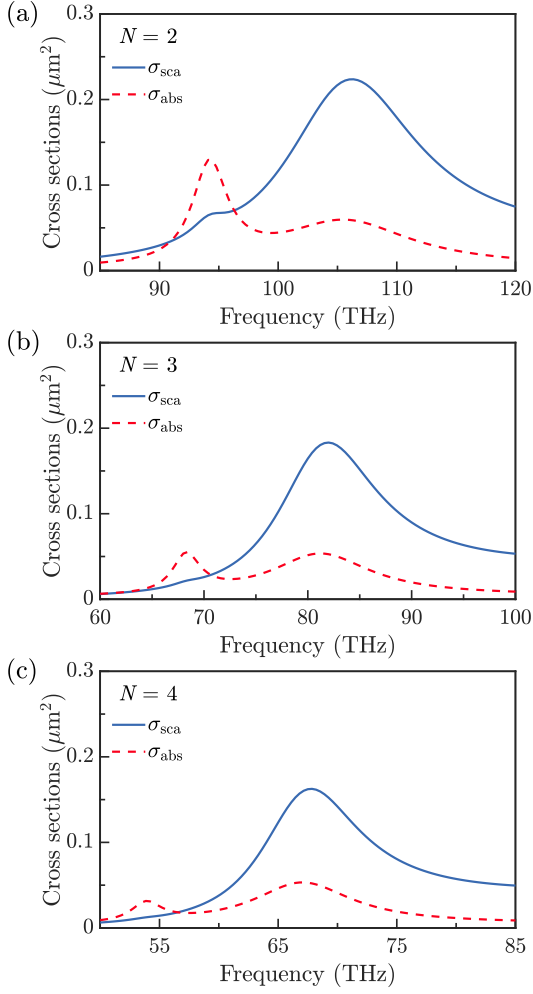 (a)
N = 2
σsca
σabs
Cross sections (μm²)
0.3
0.2
0.1
0
90
100
110
120
Frequency (THz)
(b)
N = 3
σsca
σabs
Cross sections (μm²)
0.3
0.2
0.1
0
60
70
80
90
100
Frequency (THz)
(c)
N = 4
σsca
σabs
Cross sections (μm²)
0.3
0.2
0.1
0
55
65
75
85
Frequency (THz)